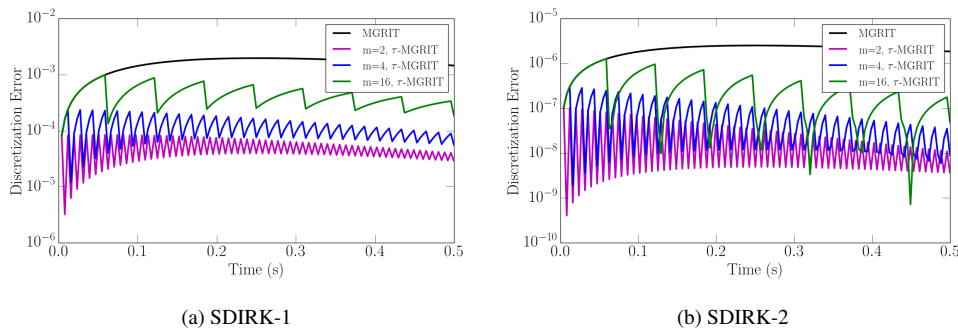 10⁻²
10⁻³
10⁻⁴
10⁻⁵
10⁻⁶
Discretization Error
0.0 0.1 0.2 0.3 0.4 0.5
Time (s)
MGRIT
m=2, τ-MGRIT
m=4, τ-MGRIT
m=16, τ-MGRIT
(a) SDIRK-1
10⁻⁵
10⁻⁶
10⁻⁷
10⁻⁸
10⁻⁹
10⁻¹⁰
Discretization Error
0.0 0.1 0.2 0.3 0.4 0.5
Time (s)
MGRIT
m=2, τ-MGRIT
m=4, τ-MGRIT
m=16, τ-MGRIT
(b) SDIRK-2